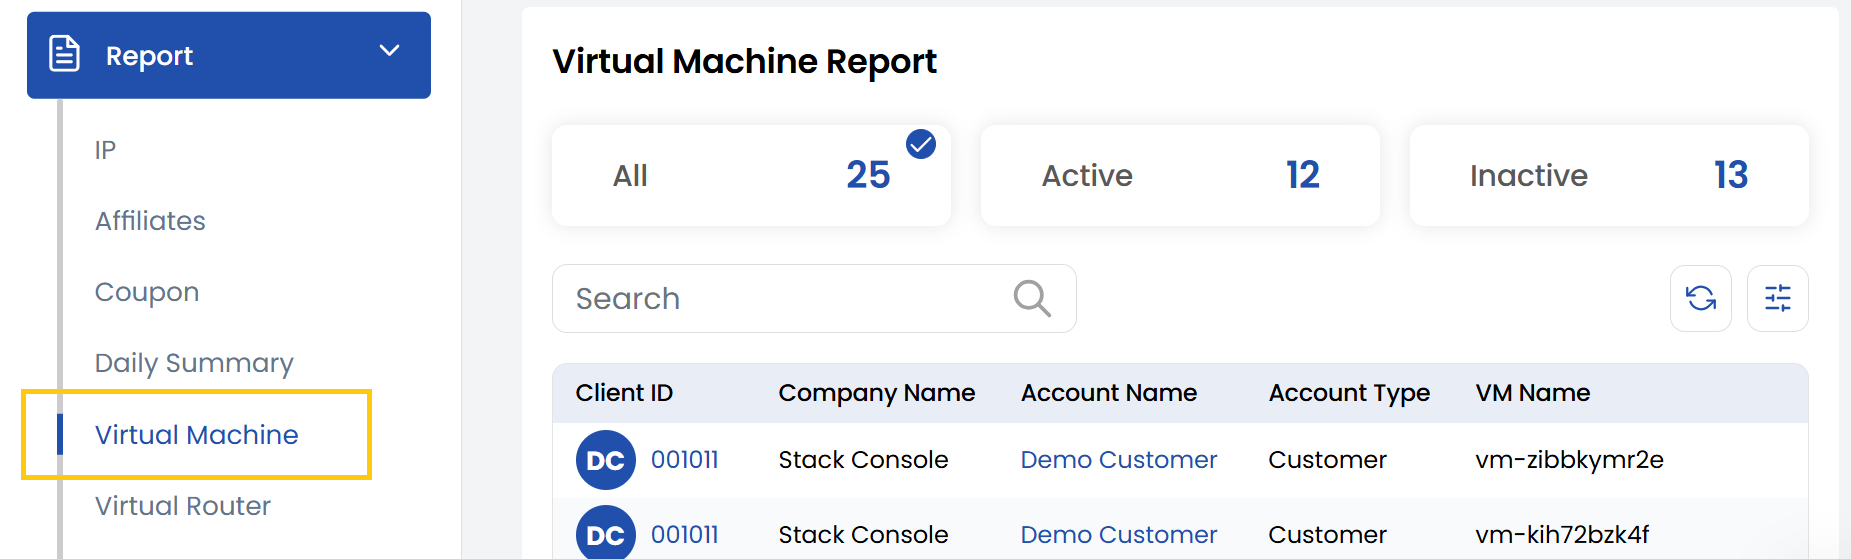 Report
IP
Affiliates
Coupon
Daily Summary
Virtual Machine
Virtual Router
Virtual Machine Report
All 25
Active 12
Inactive 13
Search
Client ID Company Name Account Name Account Type VM Name
DC 001011 Stack Console Demo Customer Customer vm-zibbkymr2e
DC 001011 Stack Console Demo Customer Customer vm-kih72bzk4f